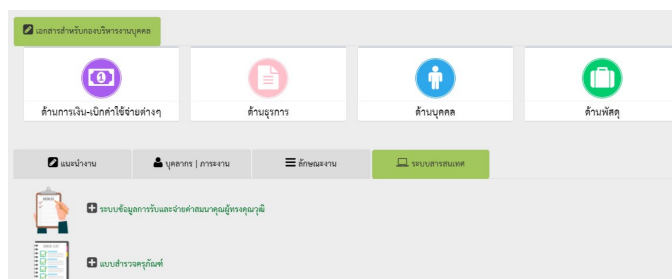 เอกสารสำหรับกองบริหารงานบุคคล
ด้านการเงิน-เบิกค่าใช้จ่ายต่างๆ
ด้านธุรการ
ด้านบุคคล
ด้านพัสดุ
แนะนำงาน
บุคลากร | ภาระงาน
ลักษณะงาน
ระบบสารสนเทศ
ระบบข้อมูลการรับและจ่ายค่าสมนาคุณผู้ทรงคุณวุฒิ
แบบสำรวจครุภัณฑ์